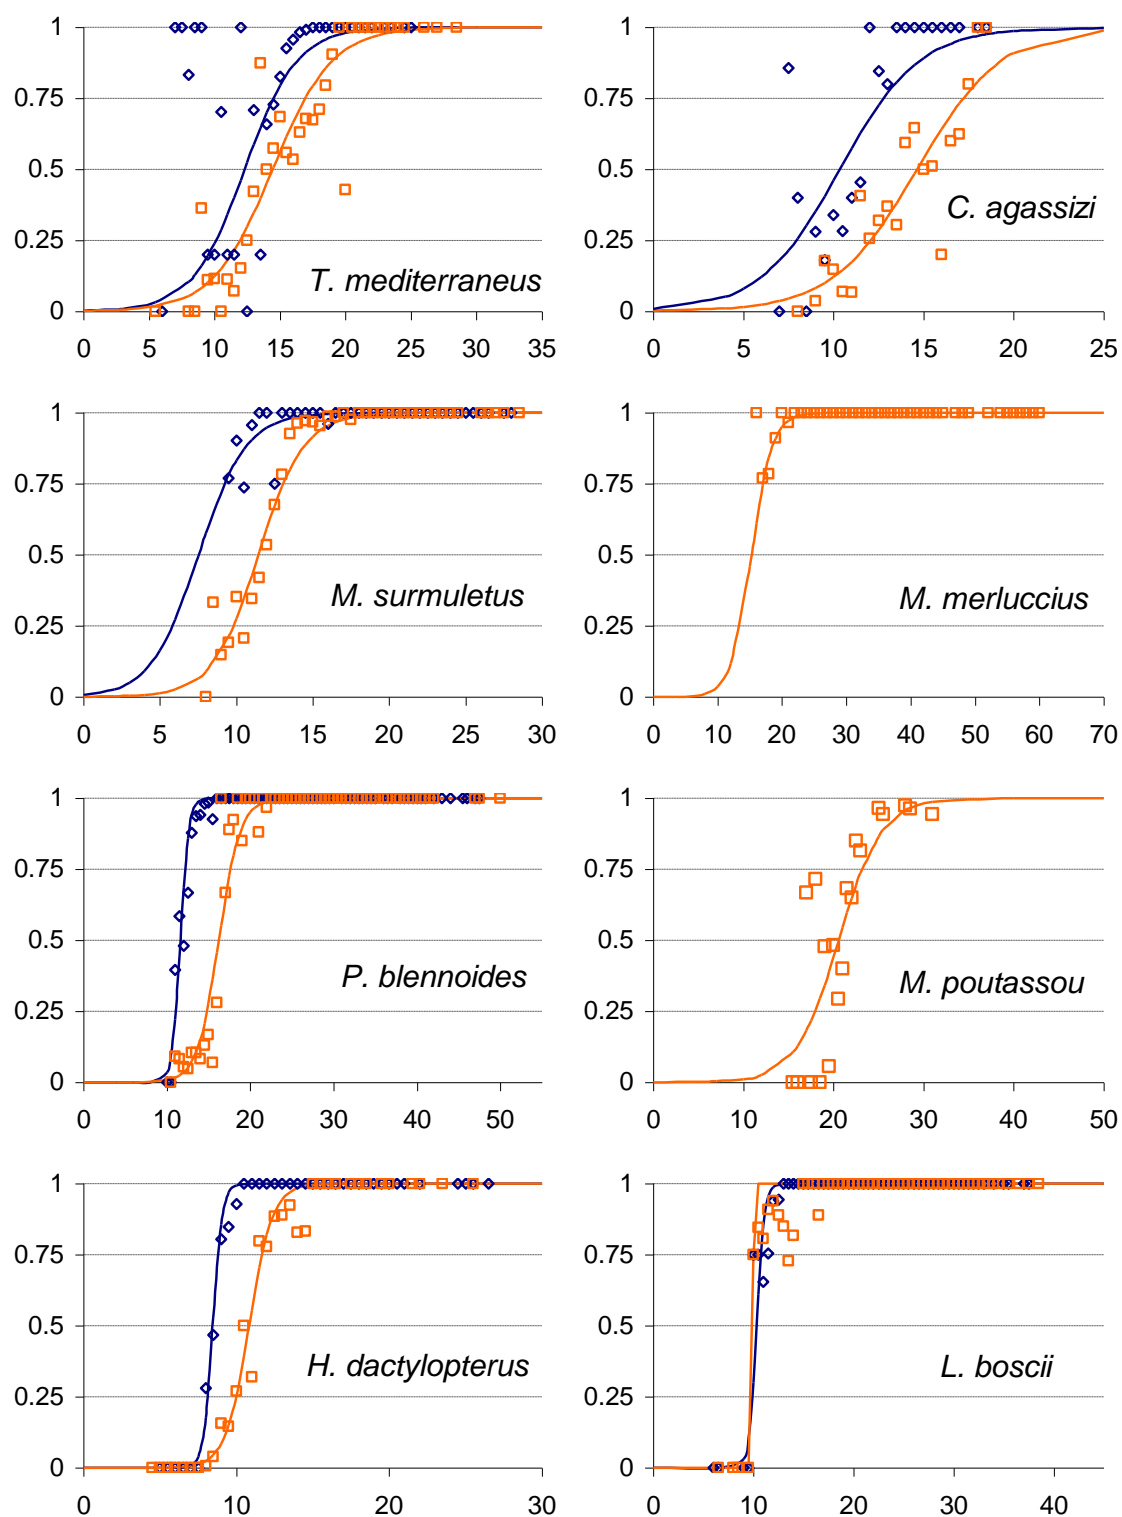 1 1
0.75 0.75
0.5 0.5
C. agassizi
0.25 0.25
T. mediterraneus
0 0
0 5 10 15 20 25 30 35 0 5 10 15 20 25
1 1
0.75 0.75
0.5 0.5
M. surmuletus M. merluccius
0.25 0.25
0 0
0 5 10 15 20 25 30 0 10 20 30 40 50 60 70
1 1
0.75 0.75
0.5 0.5
P. blennoides M. poutassou
0.25 0.25
0 0
0 10 20 30 40 50 0 10 20 30 40 50
1 1
0.75 0.75
0.5 0.5
H. dactylopterus L. boscii
0.25 0.25
0 0
0 10 20 30 0 10 20 30 40